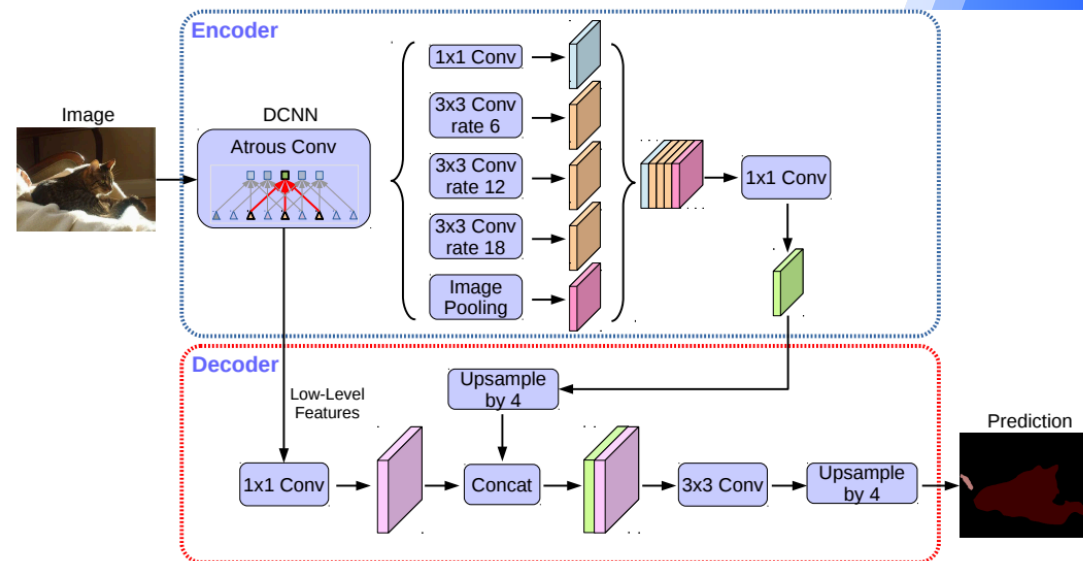 Encoder
Image
DCNN
Atrous Conv
1x1 Conv
3x3 Conv
rate 6
3x3 Conv
rate 12
3x3 Conv
rate 18
Image
Pooling
1x1 Conv
Decoder
Low-Level
Features
Upsample
by 4
1x1 Conv
Concat
3x3 Conv
Upsample
by 4
Prediction